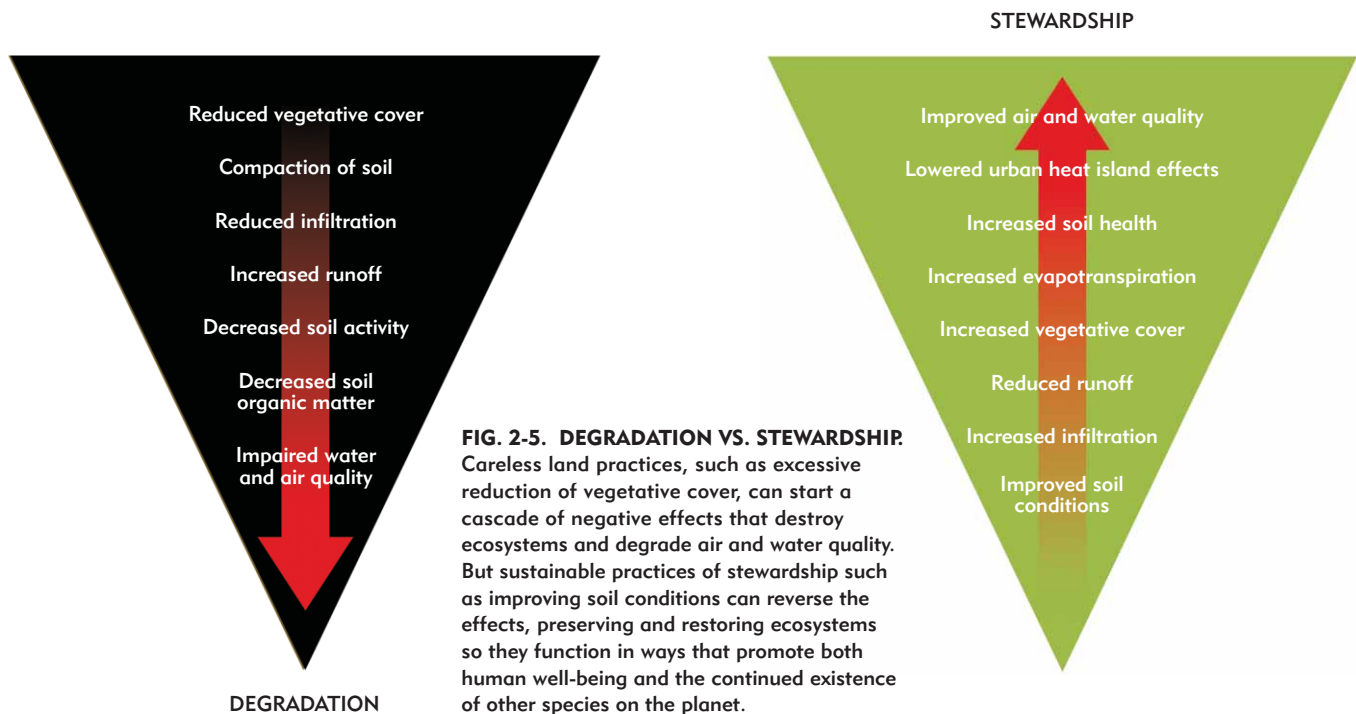 STEWARDSHIP
Reduced vegetative cover
Compaction of soil
Reduced infiltration
Increased runoff
Decreased soil activity
Decreased soil
organic matter
Impaired water
and air quality
DEGRADATION
FIG. 2-5. DEGRADATION VS. STEWARDSHIP.
Careless land practices, such as excessive
reduction of vegetative cover, can start a
cascade of negative effects that destroy
ecosystems and degrade air and water quality.
But sustainable practices of stewardship such
as improving soil conditions can reverse the
effects, preserving and restoring ecosystems
so they function in ways that promote both
human well-being and the continued existence
of other species on the planet.
Improved air and water quality
Lowered urban heat island effects
Increased soil health
Increased evapotranspiration
Increased vegetative cover
Reduced runoff
Increased infiltration
Improved soil
conditions